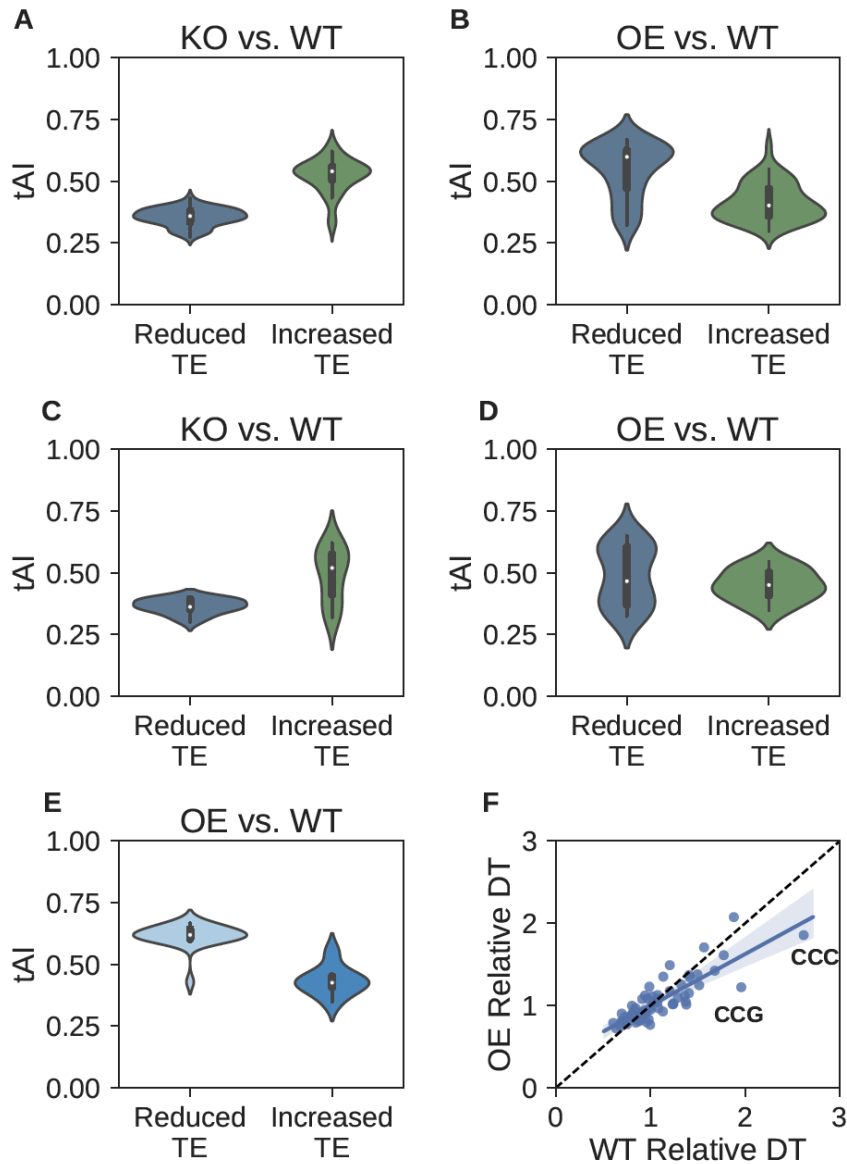 A
KO vs. WT
1.00
0.75
0.50
0.25
0.00
tAI
Reduced
TE
Increased
TE
B
OE vs. WT
1.00
0.75
0.50
0.25
0.00
tAI
Reduced
TE
Increased
TE
C
KO vs. WT
1.00
0.75
0.50
0.25
0.00
tAI
Reduced
TE
Increased
TE
D
OE vs. WT
1.00
0.75
0.50
0.25
0.00
tAI
Reduced
TE
Increased
TE
E
OE vs. WT
1.00
0.75
0.50
0.25
0.00
tAI
Reduced
TE
Increased
TE
F
3
2
1
0
OE Relative DT
CCC
CCG
0 1 2 3
WT Relative DT